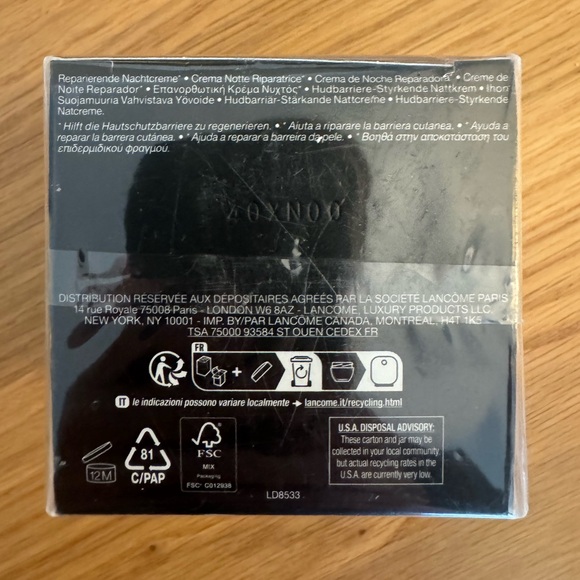 Reparierende Nachtcreme* • Crema Notte Riparatrice* • Crema de Noche Reparadora* • Creme de
Noite Reparador* • Επανορθωτική Κρέμα Νυχτός* • Hudbarriere-Styrkende Nattkrem • Ihon
Suojamuuria Vahvistava Yövoide • Hudbarriär-Stärkande Nattcreme • Hudbarriere-Styrkende
Natcreme.
* Hilft die Hautschutzbarriere zu regenerieren. • * Aiuta a riparare la barriera cutanea. • * Ayuda a
reparar la barrera cutánea. • * Ajuda a reparar a barreira da pele. • * Βοηθά στην αποκατάσταση του
επιδερμιδικού φραγμού.
DISTRIBUTION RÉSERVÉE AUX DÉPOSITAIRES AGRÉÉS PAR LA SOCIÉTÉ LANCÔME PARIS
14 rue Royale 75008 Paris - LONDON W6 8AZ - LANCOME, LUXURY PRODUCTS LLC,
NEW YORK, NY 10001 - IMP. BY/PAR LANCÔME CANADA, MONTREAL, H4T 1K5
TSA 75000 93584 ST OUEN CEDEX FR
FR
IT le indicazioni possono variare localmente → lancome.it/recycling.html
12M
81
C/PAP
FSC
MIX
Packaging
FSC® C012938
U.S.A. DISPOSAL ADVISORY:
These carton and jar may be
collected in your local community
but actual recycling rates in the
U.S.A. are currently very low.
LD8533